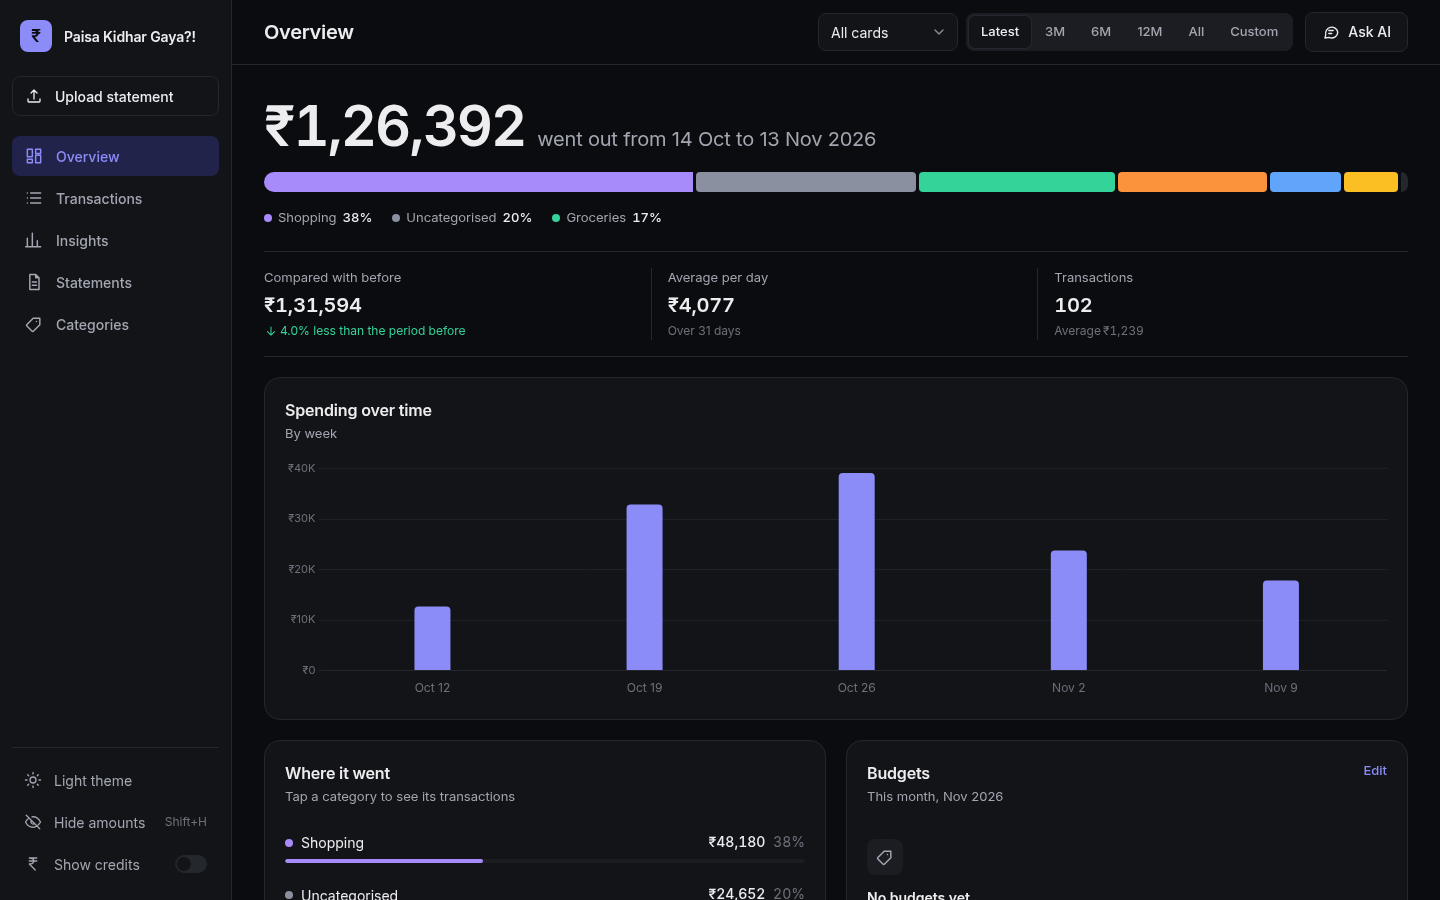 ₹ Paisa Kidhar Gaya?!
Upload statement
Overview
Transactions
Insights
Statements
Categories
Light theme
Hide amounts Shift+H
₹ Show credits
Overview
All cards
Latest 3M 6M 12M All Custom
Ask AI
₹1,26,392 went out from 14 Oct to 13 Nov 2026
Shopping 38% Uncategorised 20% Groceries 17%
Compared with before
₹1,31,594
↓ 4.0% less than the period before
Average per day
₹4,077
Over 31 days
Transactions
102
Average ₹1,239
Spending over time
By week
₹40K
₹30K
₹20K
₹10K
₹0
Oct 12 Oct 19 Oct 26 Nov 2 Nov 9
Where it went
Tap a category to see its transactions
Shopping ₹48,180 38%
Uncategorised ₹24,652 20%
Budgets Edit
This month, Nov 2026
No budgets yet